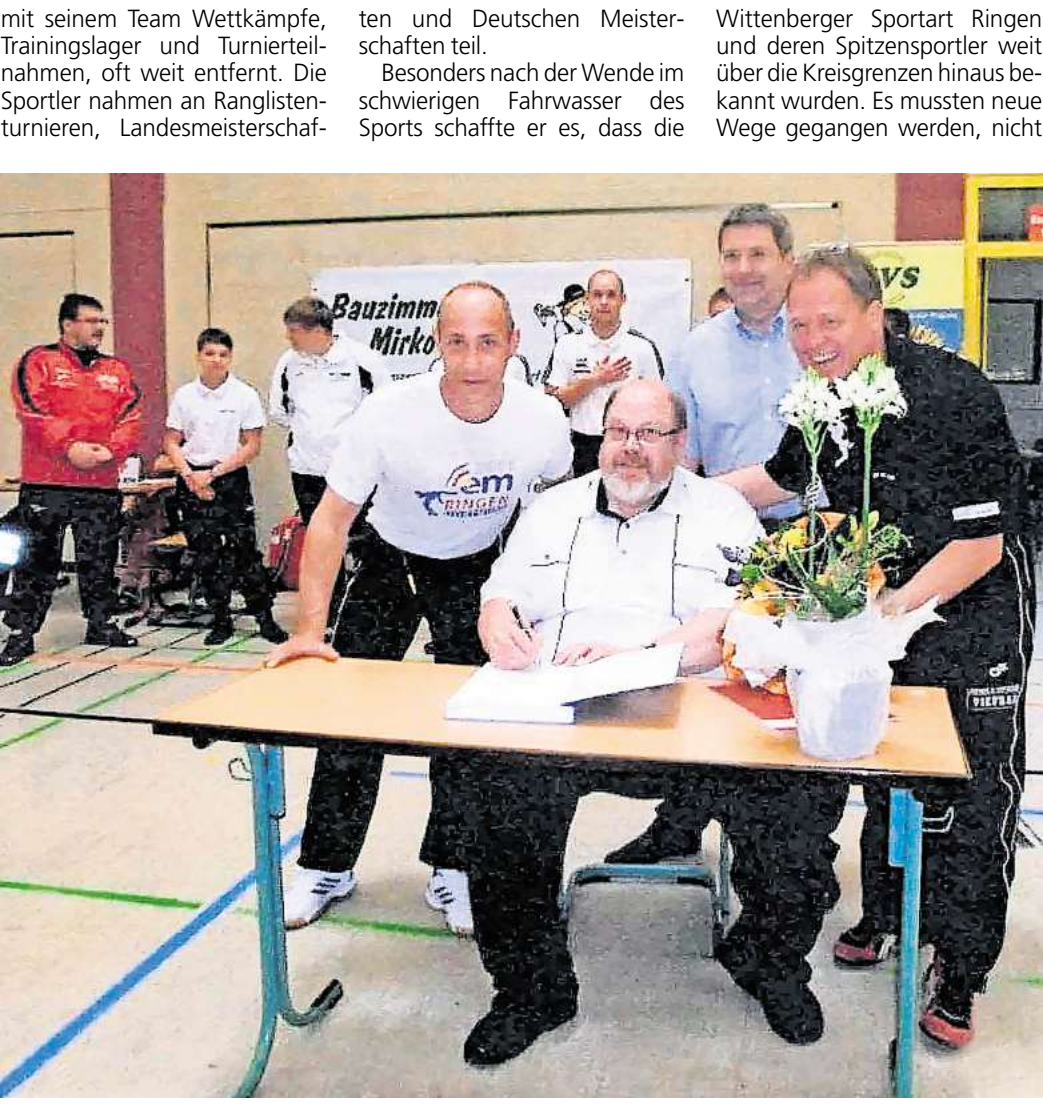 mit seinem Team Wettkämpfe,
Trainingslager und Turnierteil-
nahmen, oft weit entfernt. Die
Sportler nahmen an Ranglisten-
turnieren, Landesmeisterschaf-
ten und Deutschen Meister-
schaften teil.
Besonders nach der Wende im
schwierigen Fahrwasser des
Sports schaffte er es, dass die
Wittenberger Sportart Ringen
und deren Spitzensportler weit
über die Kreisgrenzen hinaus be-
kannt wurden. Es mussten neue
Wege gegangen werden, nicht
Bauzimm
Mirko
vs
em
RINGEN